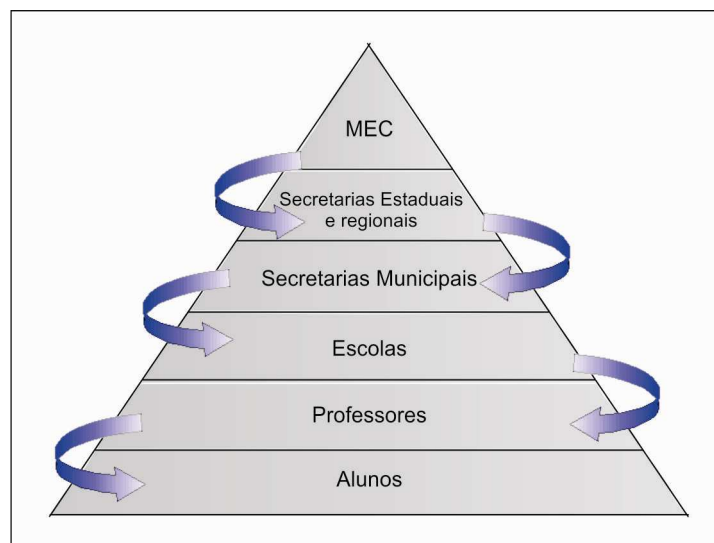 MEC
Secretarias Estaduais
e regionais
Secretarias Municipais
Escolas
Professores
Alunos